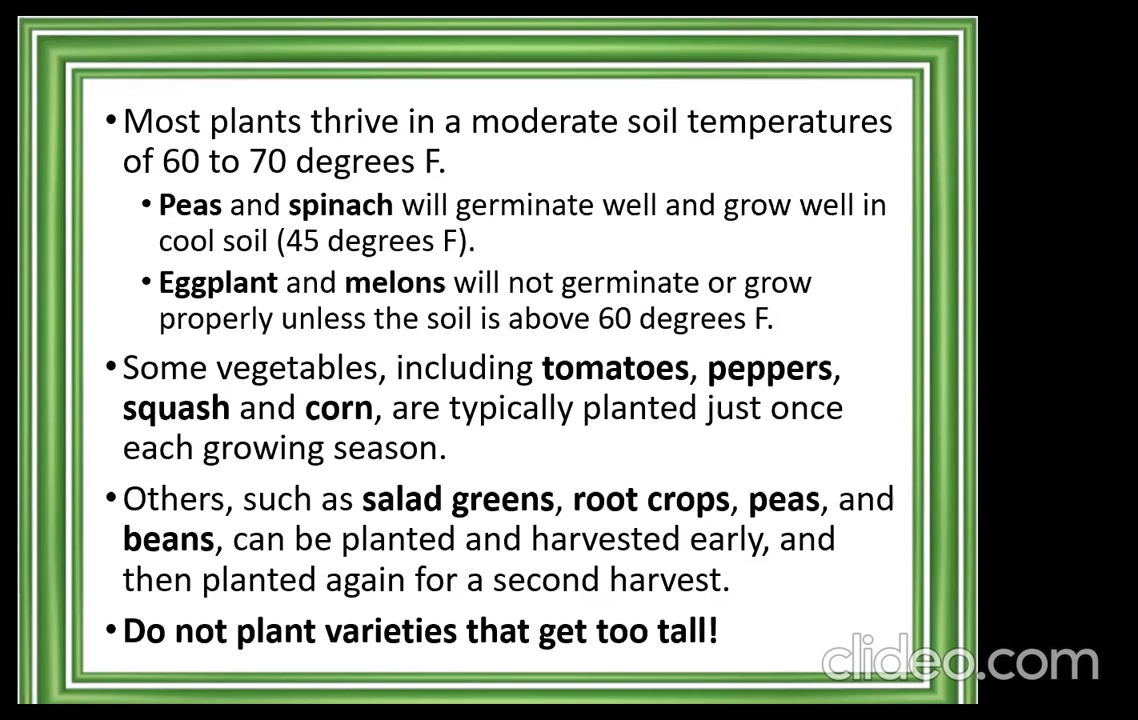 • Most plants thrive in a moderate soil temperatures
of 60 to 70 degrees F.
• Peas and spinach will germinate well and grow well in
cool soil (45 degrees F).
• Eggplant and melons will not germinate or grow
properly unless the soil is above 60 degrees F.
• Some vegetables, including tomatoes, peppers,
squash and corn, are typically planted just once
each growing season.
• Others, such as salad greens, root crops, peas, and
beans, can be planted and harvested early, and
then planted again for a second harvest.
• Do not plant varieties that get too tall!
clideo.com